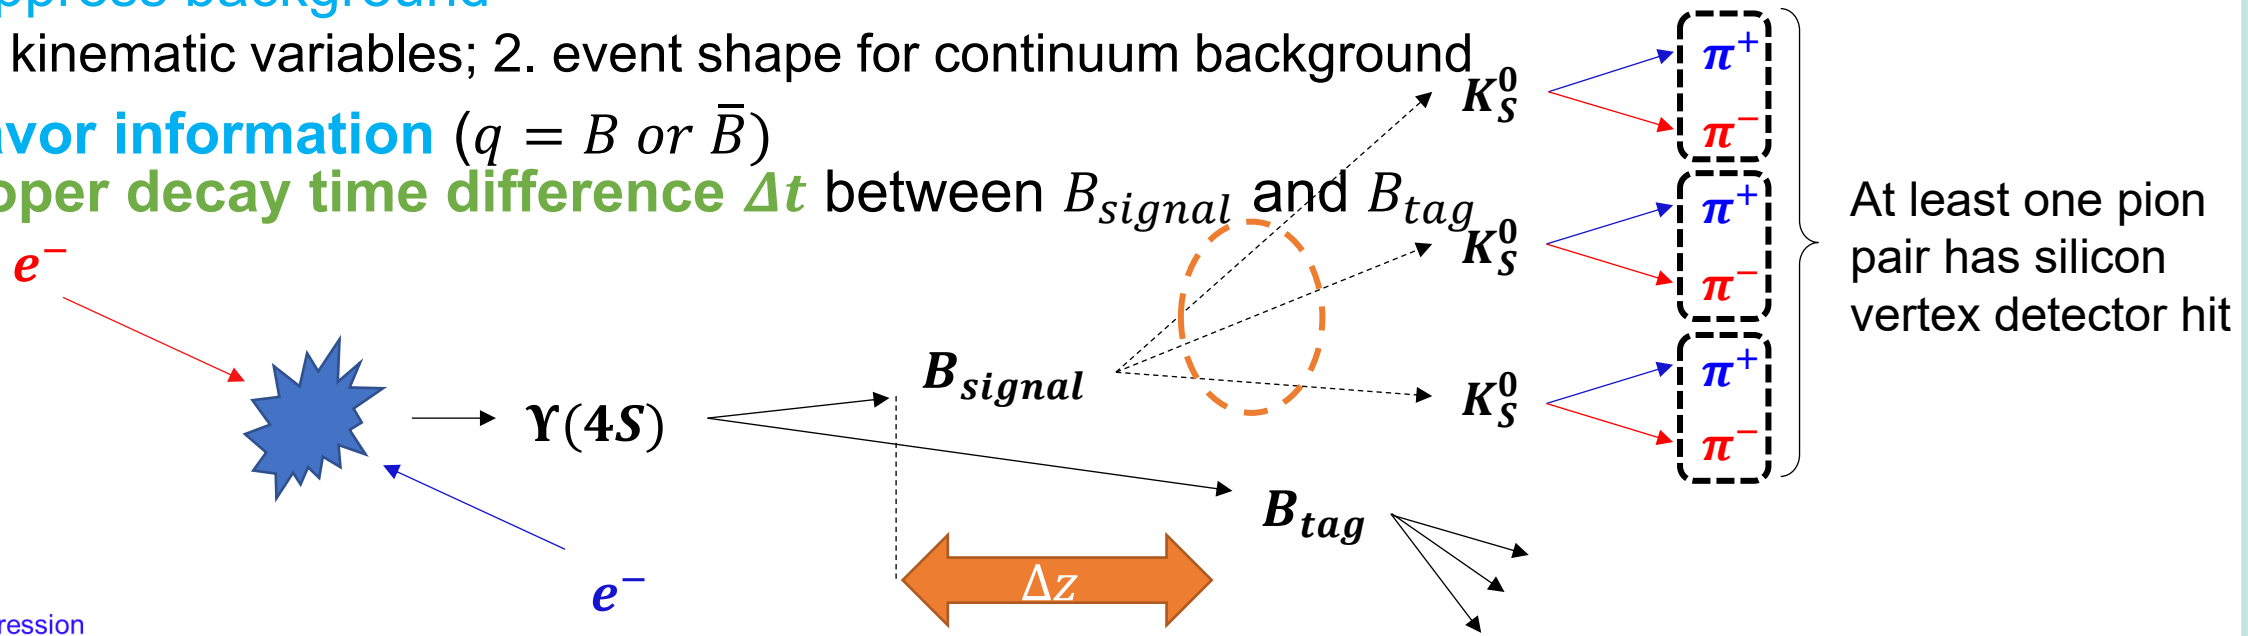 ppress background
kinematic variables; 2. event shape for continuum background
avor information (q = B or B̄)
oper decay time difference Δt between B_signal and B_tag
K_S^0
π^+
π^-
K_S^0
π^+
π^-
K_S^0
π^+
π^-
At least one pion
pair has silicon
vertex detector hit
e^-
B_signal
Υ(4S)
B_tag
Δz
e^-
ression